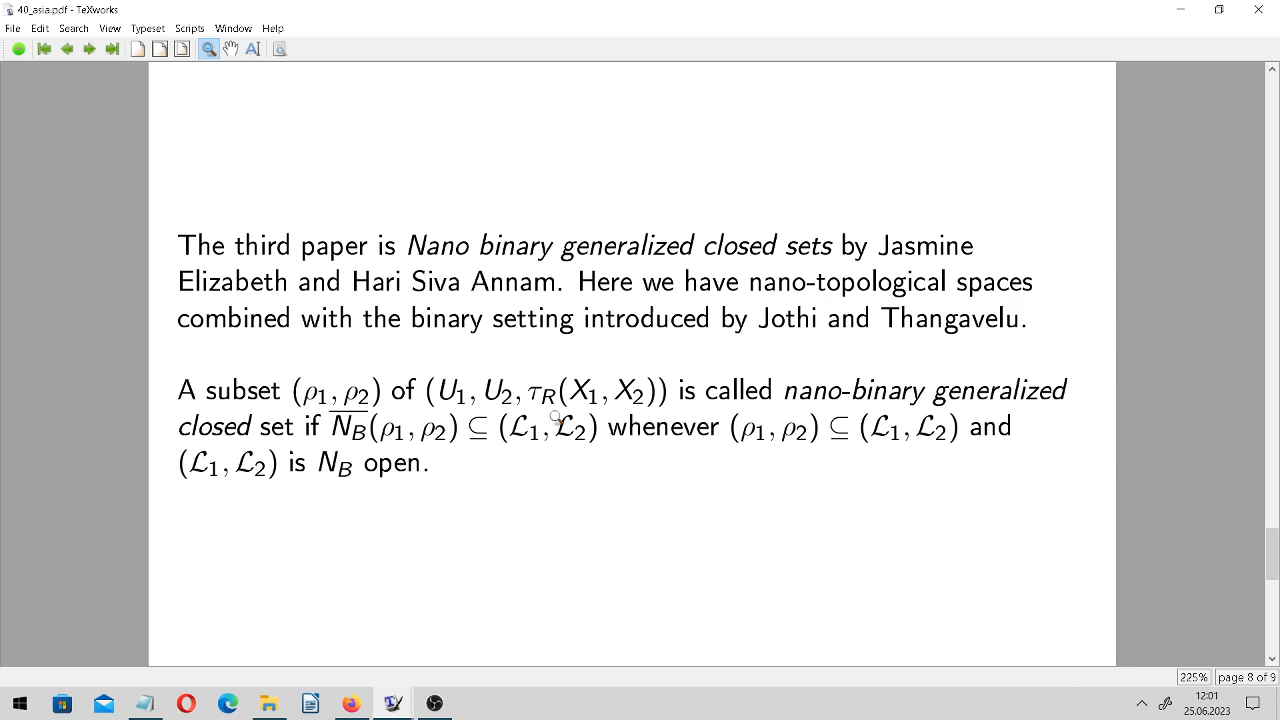 40_asia.pdf - TeXworks
File Edit Search View Typeset Scripts Window Help
The third paper is Nano binary generalized closed sets by Jasmine
Elizabeth and Hari Siva Annam. Here we have nano-topological spaces
combined with the binary setting introduced by Jothi and Thangavelu.
A subset (ρ₁, ρ₂) of (U₁, U₂, τ_R(X₁, X₂)) is called nano-binary generalized
closed set if N̅_B̅(ρ₁, ρ₂) ⊆ (ℒ₁, ℒ₂) whenever (ρ₁, ρ₂) ⊆ (ℒ₁, ℒ₂) and
(ℒ₁, ℒ₂) is N_B open.
225% page 8 of 9
12:01
25.06.2023